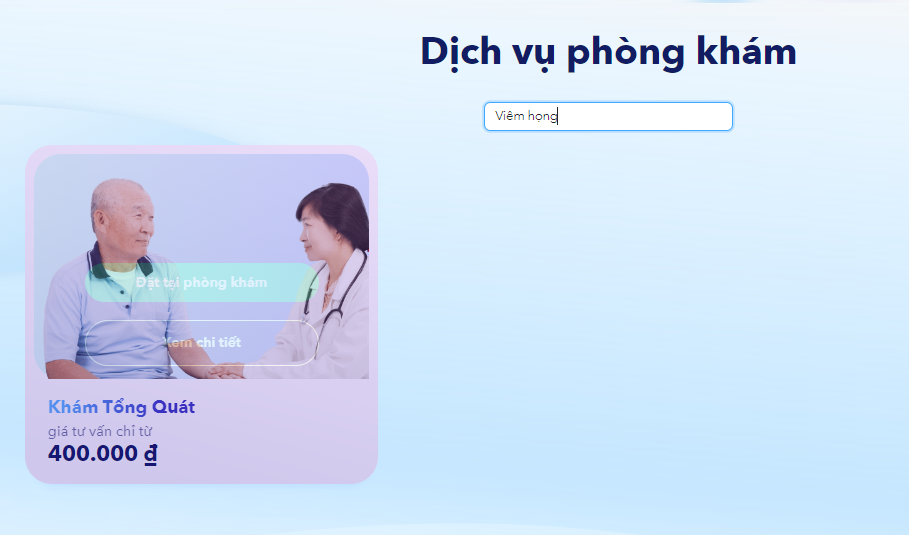 Dịch vụ phòng khám
Viêm họng
Đặt tại phòng khám
Xem chi tiết
Khám Tổng Quát
giá tư vấn chỉ từ
400.000 ₫